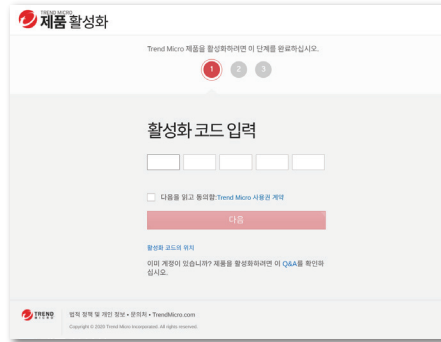 TREND MICRO
제품 활성화
Trend Micro 제품을 활성화하려면 이 단계를 완료하십시오.
1 2 3
활성화 코드 입력
다음을 읽고 동의함:Trend Micro 사용권 계약
다음
활성화 코드의 위치
이미 계정이 있습니까? 제품을 활성화하려면 이 Q&A를 확인하
십시오.
TREND
MICRO
법적 정책 및 개인 정보 • 문의처 • TrendMicro.com
Copyright © 2020 Trend Micro Incorporated. All rights reserved.